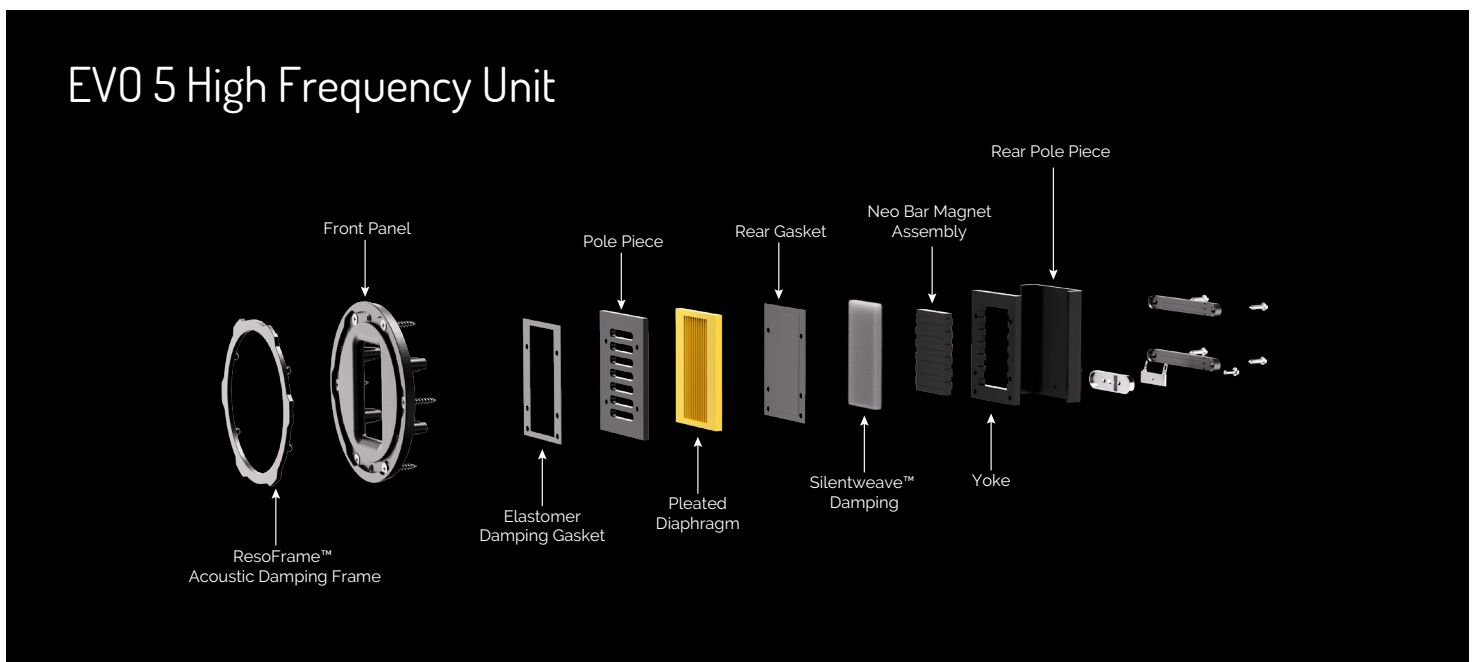 EVO 5 High Frequency Unit
Rear Pole Piece
Neo Bar Magnet
Assembly
Front Panel
Pole Piece
Rear Gasket
Silentweave™
Damping
Yoke
Pleated
Diaphragm
Elastomer
Damping Gasket
ResoFrame™
Acoustic Damping Frame